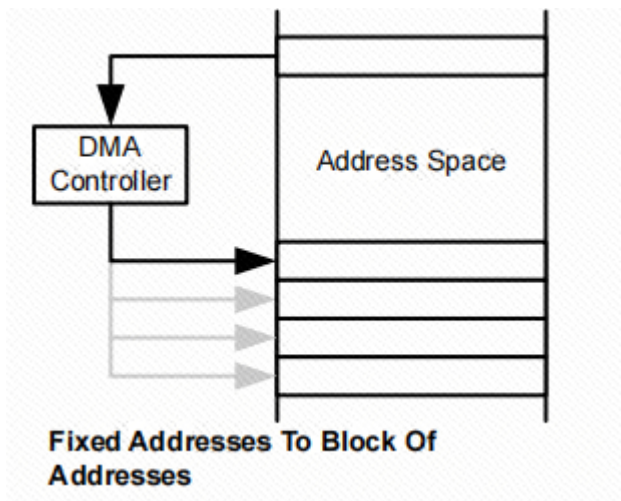 DMA
Controller
Address Space
Fixed Addresses To Block Of
Addresses